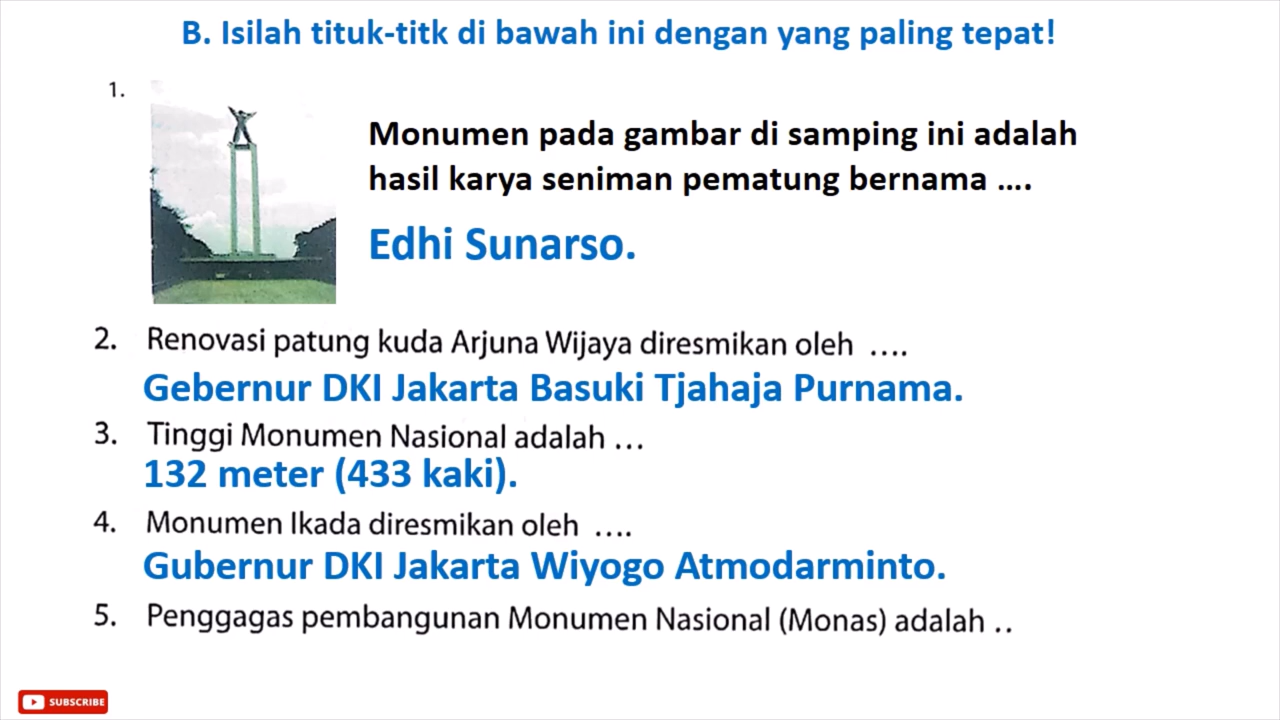 B. Isilah tituk-titk di bawah ini dengan yang paling tepat!
1.
Monumen pada gambar di samping ini adalah
hasil karya seniman pematung bernama ....
Edhi Sunarso.
2. Renovasi patung kuda Arjuna Wijaya diresmikan oleh ....
Gebernur DKI Jakarta Basuki Tjahaja Purnama.
3. Tinggi Monumen Nasional adalah ...
132 meter (433 kaki).
4. Monumen Ikada diresmikan oleh ....
Gubernur DKI Jakarta Wiyogo Atmodarminto.
5. Penggagas pembangunan Monumen Nasional (Monas) adalah ..
SUBSCRIBE